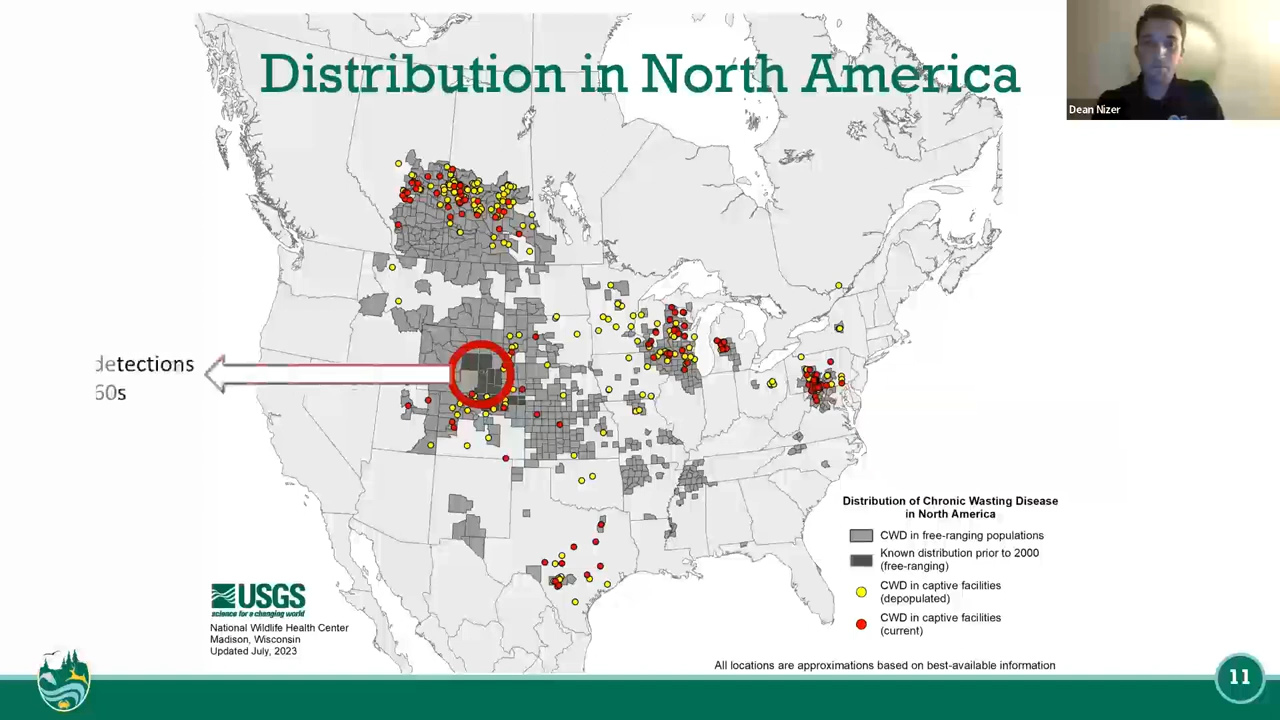 Distribution in North America
Dean Nizer
detections
60s
Distribution of Chronic Wasting Disease
in North America
CWD in free-ranging populations
Known distribution prior to 2000
(free-ranging)
CWD in captive facilities
(depopulated)
CWD in captive facilities
(current)
USGS
science for a changing world
National Wildlife Health Center
Madison, Wisconsin
Updated July, 2023
All locations are approximations based on best-available information
11